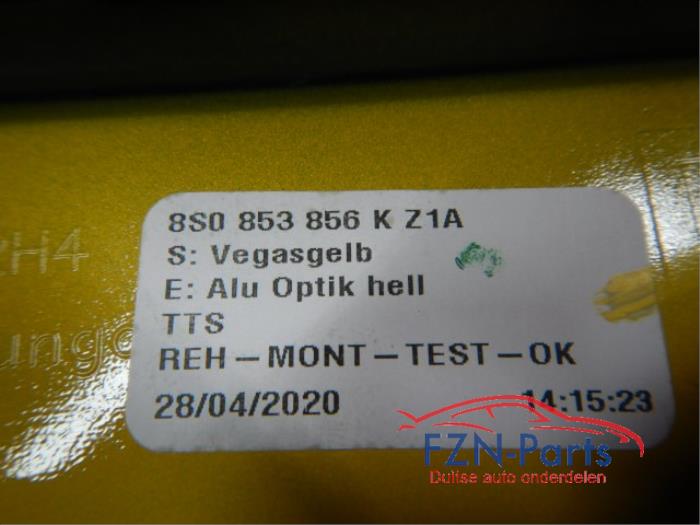 8S0 853 856 K Z1A
S: Vegasgelb
E: Alu Optik hell
TTS
REH-MONT-TEST-OK
28/04/2020 14:15:23
FZN-Parts
Duitse auto onderdelen